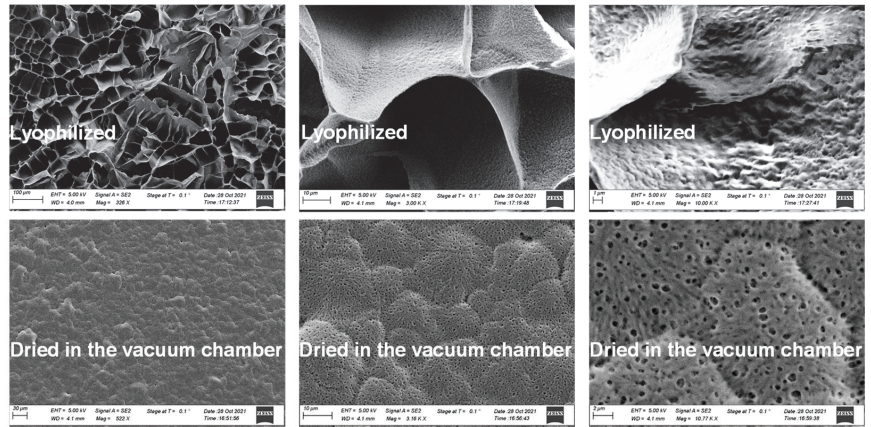 Lyophilized
100 µm
EHT = 5.00 kV Signal A = SE2 Stage at T = 0.1 ° Date :28 Oct 2021
WD = 4.0 mm Mag = 326 X Time :17:12:37
ZEISS
Lyophilized
10 µm
EHT = 5.00 kV Signal A = SE2 Stage at T = 0.1 ° Date :28 Oct 2021
WD = 4.1 mm Mag = 3.00 K X Time :17:19:48
ZEISS
Lyophilized
1 µm
EHT = 5.00 kV Signal A = SE2 Stage at T = 0.1 ° Date :28 Oct 2021
WD = 4.1 mm Mag = 10.00 K X Time :17:27:41
ZEISS
Dried in the vacuum chamber
30 µm
EHT = 5.00 kV Signal A = SE2 Stage at T = 0.1 ° Date :28 Oct 2021
WD = 4.1 mm Mag = 522 X Time :16:51:56
ZEISS
Dried in the vacuum chamber
10 µm
EHT = 5.00 kV Signal A = SE2 Stage at T = 0.1 ° Date :28 Oct 2021
WD = 4.1 mm Mag = 3.16 K X Time :16:56:43
ZEISS
Dried in the vacuum chamber
2 µm
EHT = 5.00 kV Signal A = SE2 Stage at T = 0.1 ° Date :28 Oct 2021
WD = 4.1 mm Mag = 10.77 K X Time :16:59:38
ZEISS